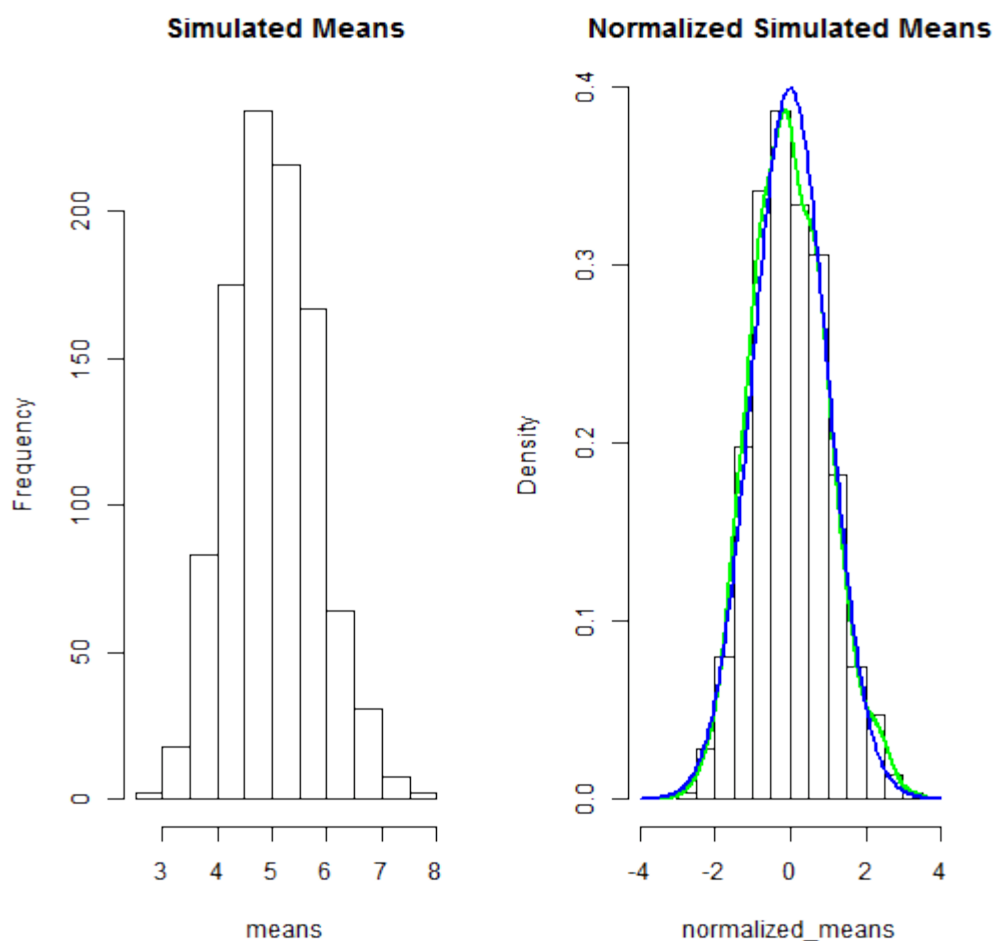 Simulated Means
Frequency
200
150
100
50
0
3 4 5 6 7 8
means
Normalized Simulated Means
Density
0.4
0.3
0.2
0.1
0.0
-4 -2 0 2 4
normalized_means